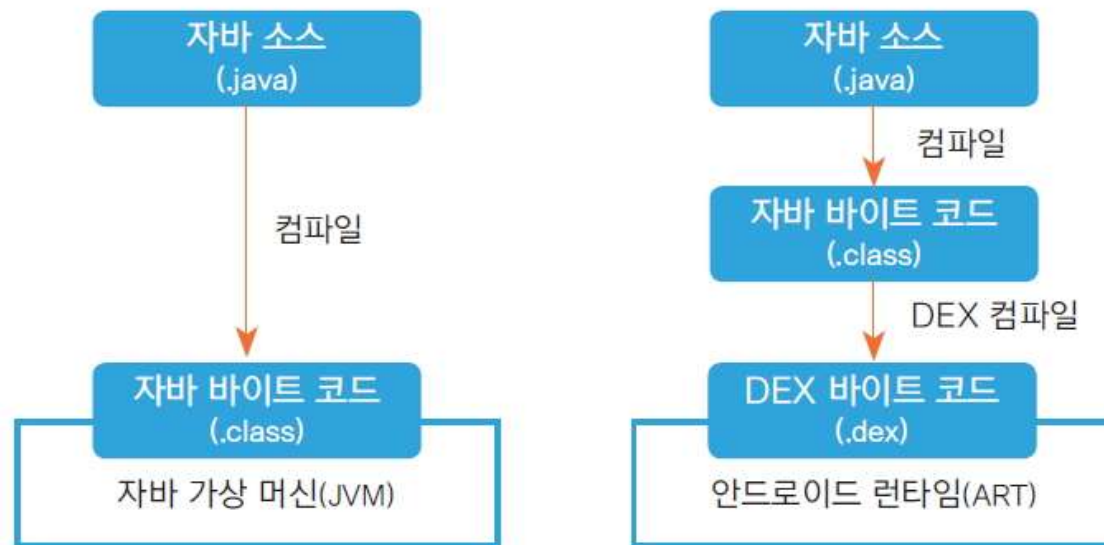 자바 소스
(.java)
컴파일
자바 바이트 코드
(.class)
자바 가상 머신(JVM)
자바 소스
(.java)
컴파일
자바 바이트 코드
(.class)
DEX 컴파일
DEX 바이트 코드
(.dex)
안드로이드 런타임(ART)